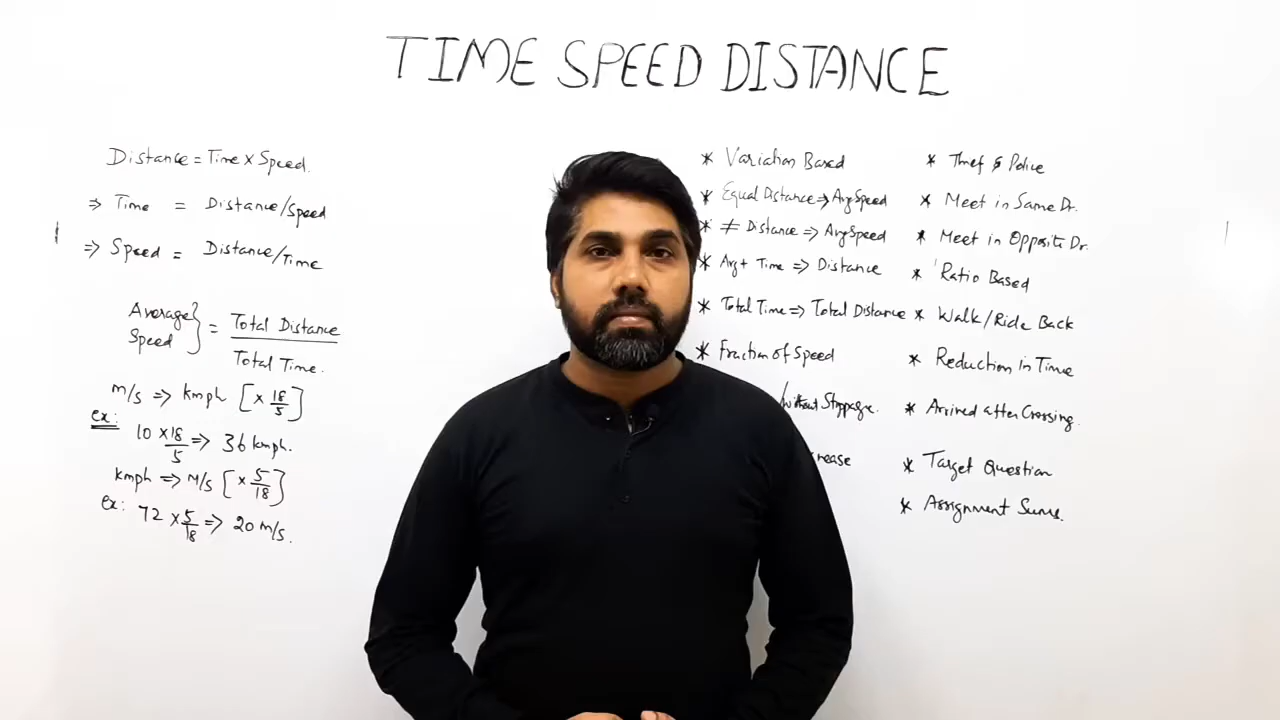 TIME SPEED DISTANCE
Distance = Time x Speed.
⇒ Time = Distance/Speed
⇒ Speed = Distance/Time
Average Speed } = Total Distance / Total Time.
m/s ⇒ kmph [× 18/5]
ex:
10 × 18/5 ⇒ 36 kmph.
kmph ⇒ m/s [× 5/18]
ex: 72 × 5/18 ⇒ 20 m/s.
* Variation Based
* Equal Distance ⇒ Avg Speed
* ≠ Distance ⇒ Avg Speed
* Avg + Time ⇒ Distance
* Total Time ⇒ Total Distance
* Fraction of Speed
/without Stoppage.
* Thief & Police
* Meet in Same Dr.
* Meet in Opposite Dr.
* Ratio Based
* Walk/Ride Back
* Reduction in Time
* Arrived after Crossing.
* Target Question
* Assignment Sums.